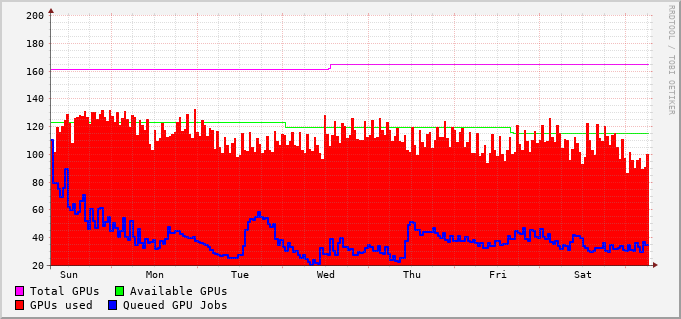 200
180
160
140
120
100
80
60
40
20
Sun Mon Tue Wed Thu Fri Sat
RRDTOOL / TOBI OETIKER
Total GPUs Available GPUs
GPUs used Queued GPU Jobs